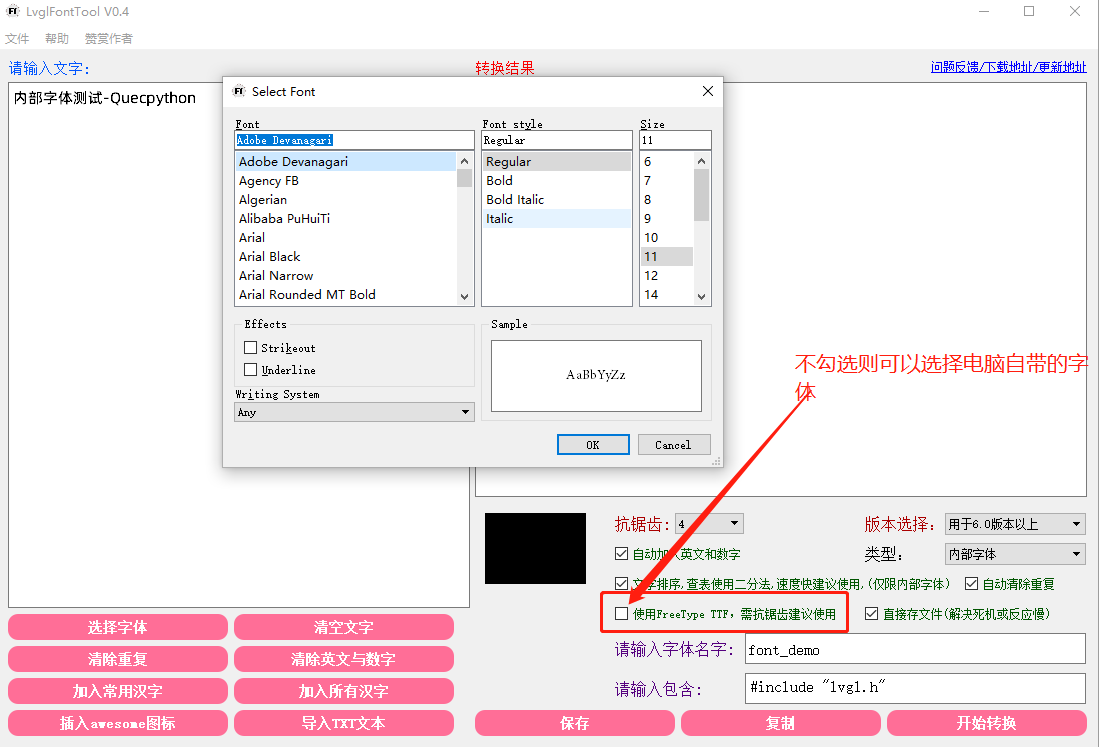 LvglFontTool V0.4
文件 帮助 赞赏作者
请输入文字:
转换结果
问题反馈/下载地址/更新地址
内部字体测试-Quecpython
Select Font
Font
Font style
Size
Adobe Devanagari
Regular
11
Adobe Devanagari
Agency FB
Algerian
Alibaba PuHuiTi
Arial
Arial Black
Arial Narrow
Arial Rounded MT Bold
Regular
Bold
Bold Italic
Italic
6
7
8
9
10
11
12
14
Effects
Strikeout
Underline
Writing System
Any
Sample
AaBbYyZz
OK
Cancel
不勾选则可以选择电脑自带的字
体
抗锯齿: 4
版本选择: 用于6.0版本以上
自动加入英文和数字
类型: 内部字体
文字排序,查表使用二分法,速度快建议使用,(仅限内部字体)
自动清除重复
使用FreeType TTF，需抗锯齿建议使用
直接存文件(解决死机或反应慢)
请输入字体名字: font_demo
请输入包含: #include "lvgl.h"
选择字体
清空文字
清除重复
清除英文与数字
加入常用汉字
加入所有汉字
插入awesome图标
导入TXT文本
保存
复制
开始转换